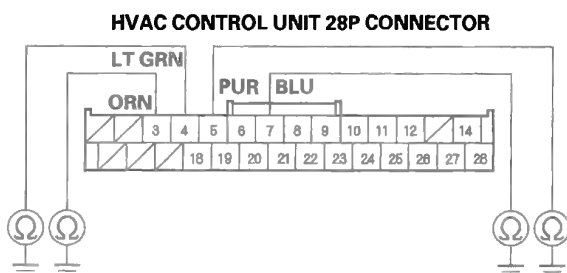 HVAC CONTROL UNIT 28P CONNECTOR
LT GRN
PUR BLU
ORN
3 4 5 6 7 8 9 10 11 12 14
18 19 20 21 22 23 24 25 26 27 28
Ω Ω Ω Ω